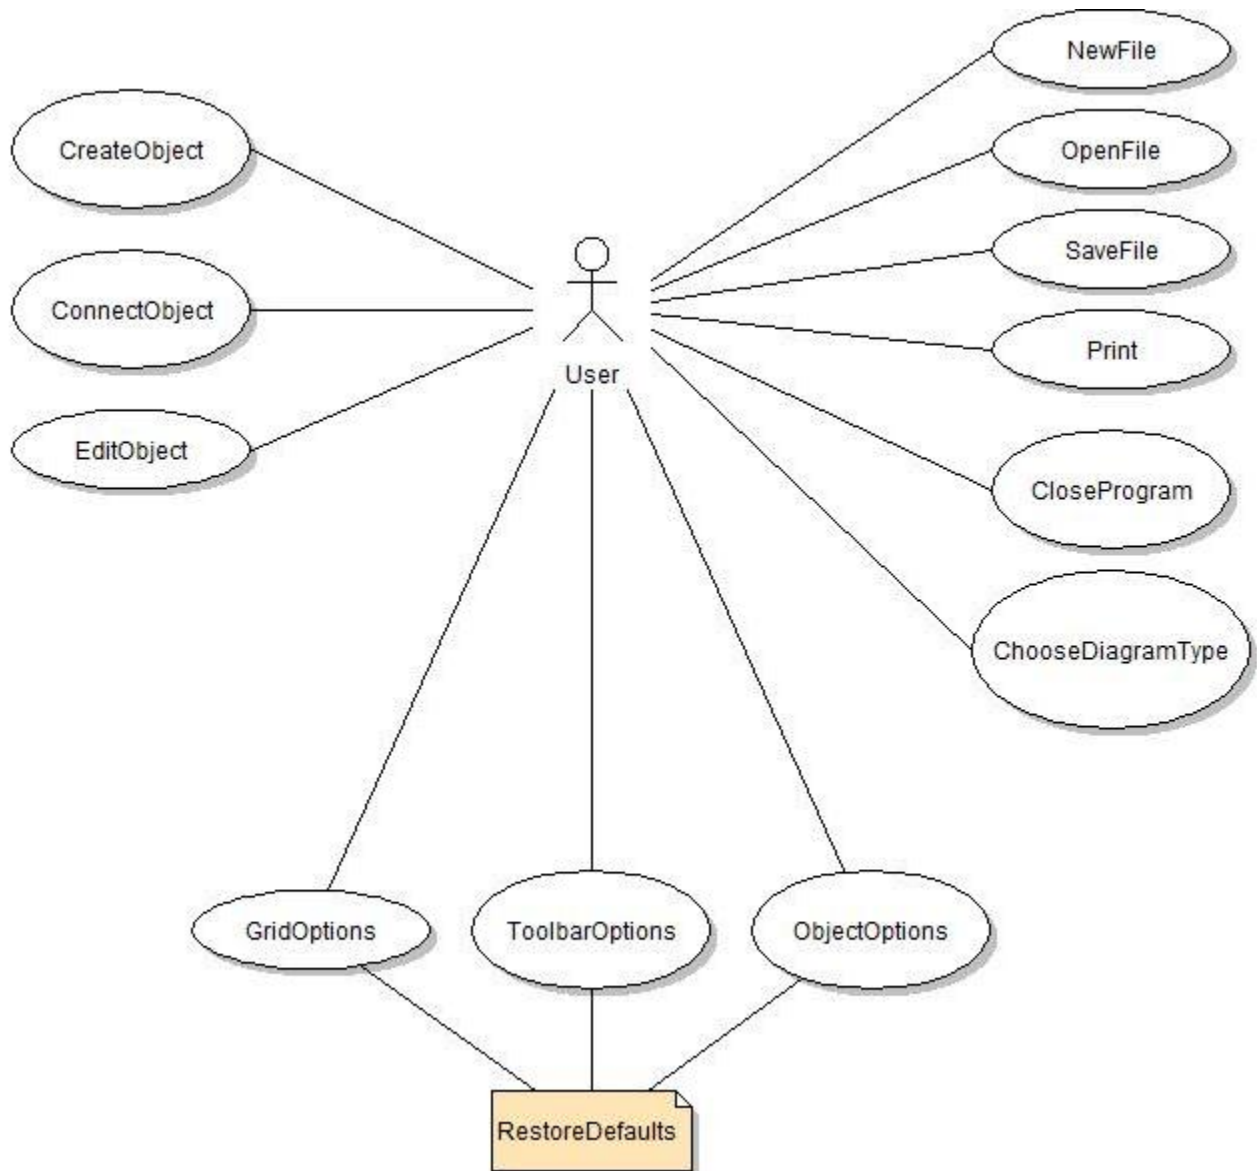 NewFile
CreateObject
OpenFile
SaveFile
ConnectObject
Print
User
EditObject
CloseProgram
ChooseDiagramType
GridOptions
ToolbarOptions
ObjectOptions
RestoreDefaults